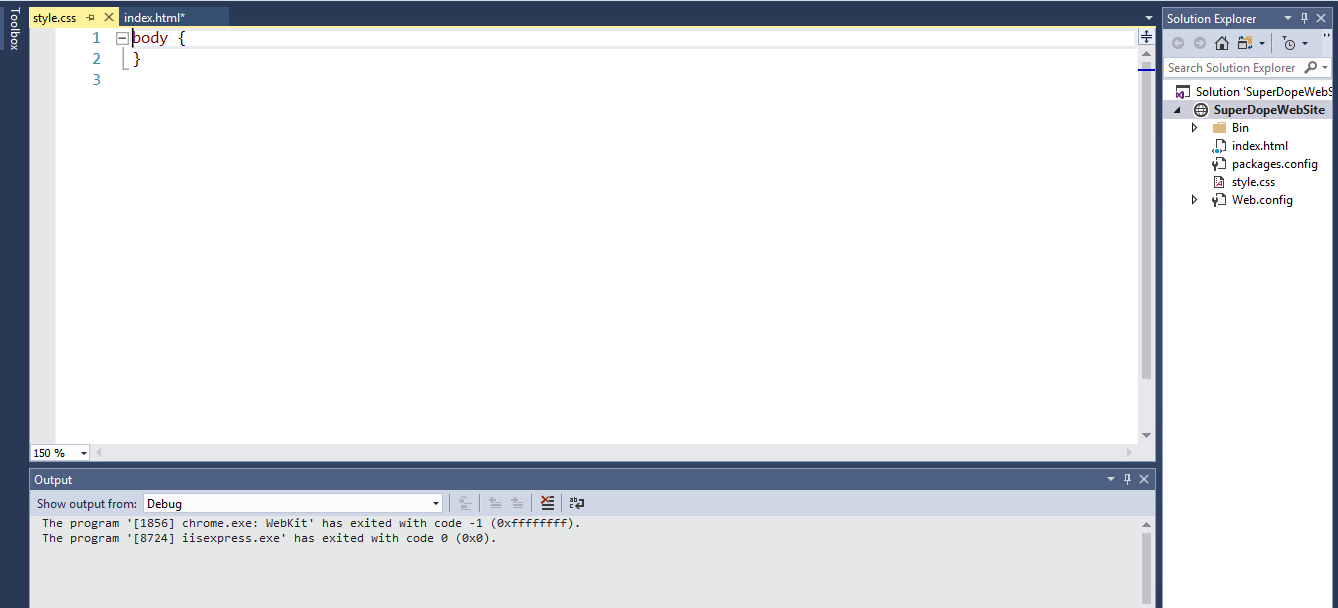 Toolbox
style.css
index.html*
1 body {
2 }
3
150 %
Output
Show output from: Debug
The program '[1856] chrome.exe: WebKit' has exited with code -1 (0xffffffff).
The program '[8724] iisexpress.exe' has exited with code 0 (0x0).
Solution Explorer
Search Solution Explorer
Solution 'SuperDopeWebS
SuperDopeWebSite
Bin
index.html
packages.config
style.css
Web.config